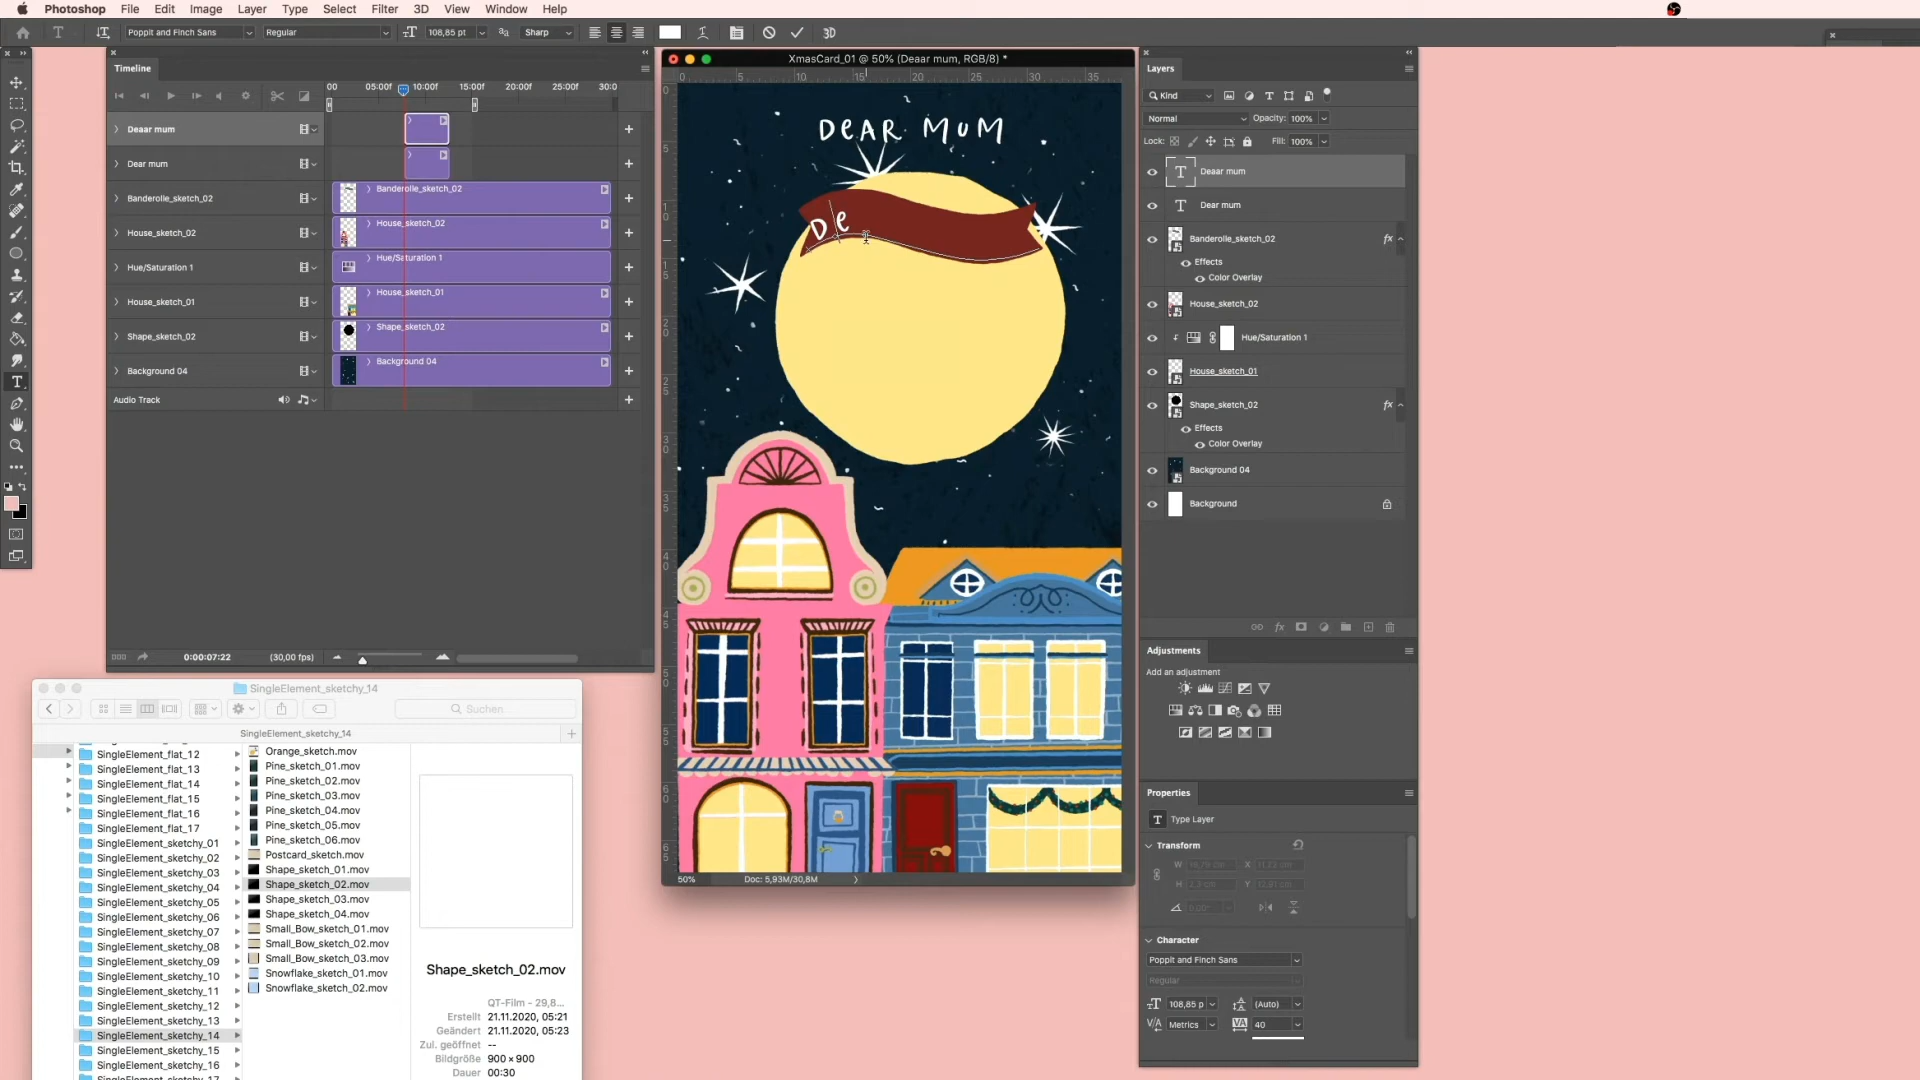 Photoshop File Edit Image Layer Type Select Filter 3D View Window Help
Poppit and Finch Sans Regular 108,85 pt Sharp 3D
Timeline
00 05:00f 10:00f 15:00f 20:00f 25:00f 30:0
Deaar mum
Dear mum
Banderolle_sketch_02 Banderolle_sketch_02
House_sketch_02 House_sketch_02
Hue/Saturation 1 Hue/Saturation 1
House_sketch_01 House_sketch_01
Shape_sketch_02 Shape_sketch_02
Background 04 Background 04
Audio Track
0:00:07:22 (30,00 fps)
XmasCard_01 @ 50% (Deaar mum, RGB/8) *
0 5 10 15 20 25 30 35
DEAR MUM
De
50% Doc: 5,93M/30,8M
Layers
Kind
Normal Opacity: 100%
Lock: Fill: 100%
Deaar mum
Dear mum
Banderolle_sketch_02 fx
Effects
Color Overlay
House_sketch_02
Hue/Saturation 1
House_sketch_01
Shape_sketch_02 fx
Effects
Color Overlay
Background 04
Background
Adjustments
Add an adjustment
Properties
Type Layer
Transform
Character
Poppit and Finch Sans
Regular
108,85 p (Auto)
Metrics 40
SingleElement_sketchy_14
Suchen
SingleElement_sketchy_14
SingleElement_flat_12
SingleElement_flat_13
SingleElement_flat_14
SingleElement_flat_15
SingleElement_flat_16
SingleElement_flat_17
SingleElement_sketchy_01
SingleElement_sketchy_02
SingleElement_sketchy_03
SingleElement_sketchy_04
SingleElement_sketchy_05
SingleElement_sketchy_06
SingleElement_sketchy_07
SingleElement_sketchy_08
SingleElement_sketchy_09
SingleElement_sketchy_10
SingleElement_sketchy_11
SingleElement_sketchy_12
SingleElement_sketchy_13
SingleElement_sketchy_14
SingleElement_sketchy_15
SingleElement_sketchy_16
Orange_sketch.mov
Pine_sketch_01.mov
Pine_sketch_02.mov
Pine_sketch_03.mov
Pine_sketch_04.mov
Pine_sketch_05.mov
Pine_sketch_06.mov
Postcard_sketch.mov
Shape_sketch_01.mov
Shape_sketch_02.mov
Shape_sketch_03.mov
Shape_sketch_04.mov
Small_Bow_sketch_01.mov
Small_Bow_sketch_02.mov
Small_Bow_sketch_03.mov
Snowflake_sketch_01.mov
Snowflake_sketch_02.mov
Shape_sketch_02.mov
QT-Film - 29,8...
Erstellt 21.11.2020, 05:21
Geändert 21.11.2020, 05:23
Zul. geöffnet --
Bildgröße 900 × 900
Dauer 00:30